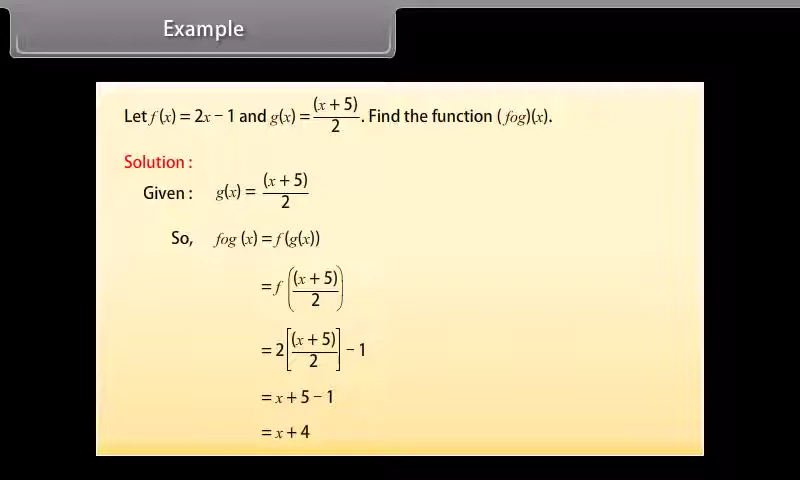 Example
Let f(x) = 2x − 1 and g(x) = (x + 5)/2. Find the function (fog)(x).
Solution :
Given : g(x) = (x + 5)/2
So, fog (x) = f(g(x))
= f ((x + 5)/2)
= 2[(x + 5)/2] − 1
= x + 5 − 1
= x + 4